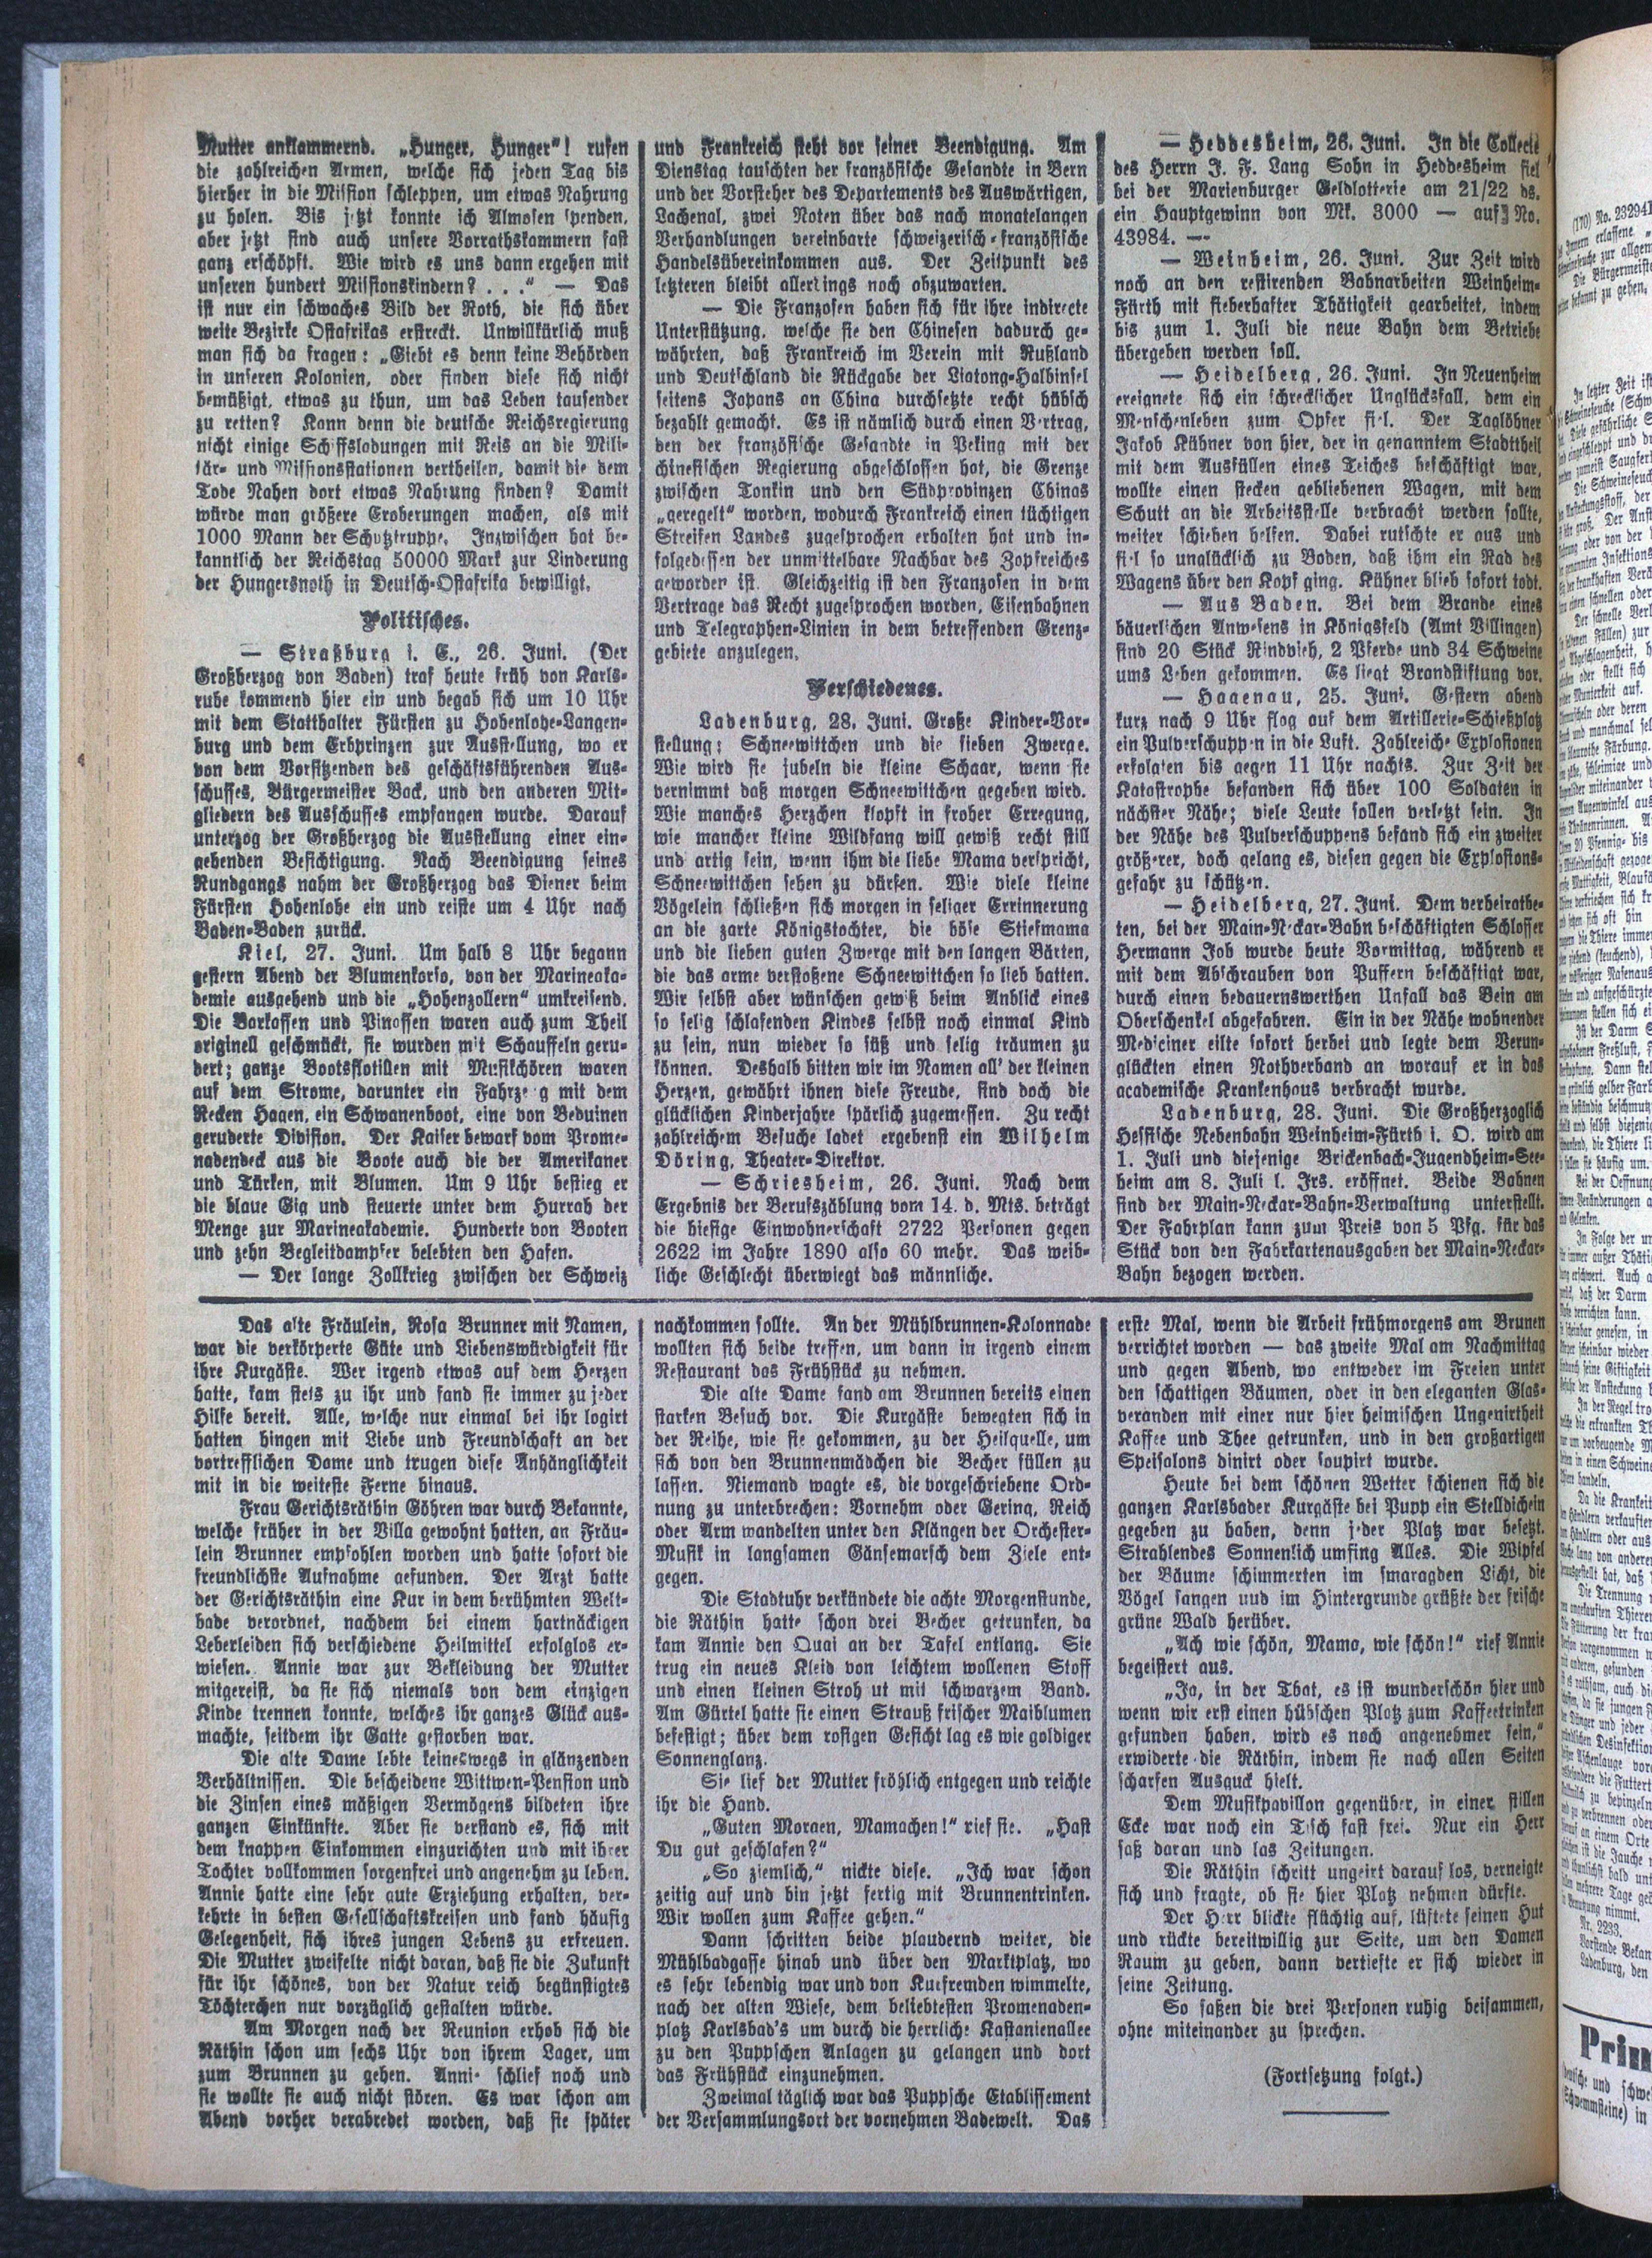 Mutter anklammernd. „Hunger, Hunger"! rufen
die zahlreichen Armen, welche sich jeden Tag bis
hierher in die Mission schleppen, um etwas Nahrung
zu holen. Bis jetzt konnte ich Almosen spenden,
aber jetzt sind auch unsere Vorrathskammern fast
ganz erschöpft. Wie wird es uns dann ergehen mit
unseren hundert Missionskindern? . . ." — Das
ist nur ein schwaches Bild der Noth, die sich über
weite Bezirke Ostafrikas erstreckt. Unwillkürlich muß
man sich da fragen: „Giebt es denn keine Behörden
in unseren Kolonien, oder finden diese sich nicht
bemüßigt, etwas zu thun, um das Leben tausender
zu retten? Kann denn die deutsche Reichsregierung
nicht einige Schiffsladungen mit Reis an die Mili-
tär- und Missionsstationen vertheilen, damit die dem
Tode Nahen dort etwas Nahrung finden? Damit
würde man größere Eroberungen machen, als mit
1000 Mann der Schutztruppe. Inzwischen hat be-
kanntlich der Reichstag 50000 Mark zur Linderung
der Hungersnoth in Deutsch-Ostafrika bewilligt.
Politisches.
— Straßburg i. E., 26. Juni. (Der
Großherzog von Baden) traf heute früh von Karls-
ruhe kommend hier ein und begab sich um 10 Uhr
mit dem Statthalter Fürsten zu Hohenlohe-Langen-
burg und dem Erbprinzen zur Ausstellung, wo er
von dem Vorsitzenden des geschäftsführenden Aus-
schusses, Bürgermeister Back, und den anderen Mit-
gliedern des Ausschusses empfangen wurde. Darauf
unterzog der Großherzog die Ausstellung einer ein-
gehenden Besichtigung. Nach Beendigung seines
Rundgangs nahm der Großherzog das Diener beim
Fürsten Hohenlohe ein und reiste um 4 Uhr nach
Baden-Baden zurück.
Kiel, 27. Juni. Um halb 8 Uhr begann
gestern Abend der Blumenkorso, von der Marineaka-
demie ausgehend und die „Hohenzollern" umkreisend.
Die Barkassen und Pinassen waren auch zum Theil
originell geschmückt, sie wurden mit Schauffeln geru-
dert; ganze Bootsflotillen mit Musikchören waren
auf dem Strome, darunter ein Fahrzeug mit dem
Recken Hagen, ein Schwanenboot, eine von Beduinen
geruderte Division. Der Kaiser bewarf vom Prome-
nadendeck aus die Boote auch die der Amerikaner
und Türken, mit Blumen. Um 9 Uhr bestieg er
die blaue Gig und steuerte unter dem Hurrah der
Menge zur Marineakademie. Hunderte von Booten
und zehn Begleitdampfer belebten den Hafen.
— Der lange Zollkrieg zwischen der Schweiz
und Frankreich steht vor seiner Beendigung. Am
Dienstag tauschten der französische Gesandte in Bern
und der Vorsteher des Departements des Auswärtigen,
Lachenal, zwei Noten über das nach monatelangen
Verhandlungen vereinbarte schweizerisch-französische
Handelsübereinkommen aus. Der Zeitpunkt des
letzteren bleibt allerdings noch abzuwarten.
— Die Franzosen haben sich für ihre indirecte
Unterstützung, welche sie den Chinesen dadurch ge-
währten, daß Frankreich im Verein mit Rußland
und Deutschland die Rückgabe der Liatong-Halbinsel
seitens Japans an China durchsetzte recht hübsch
bezahlt gemacht. Es ist nämlich durch einen Vertrag,
den der französische Gesandte in Peking mit der
chinesischen Regierung abgeschlossen hat, die Grenze
zwischen Tonkin und den Südprovinzen Chinas
„geregelt" worden, wodurch Frankreich einen tüchtigen
Streifen Landes zugesprochen erhalten hat und in-
folgedessen der unmittelbare Nachbar des Zopfreiches
geworden ist. Gleichzeitig ist den Franzosen in dem
Vertrage das Recht zugesprochen worden, Eisenbahnen
und Telegraphen-Linien in dem betreffenden Grenz-
gebiete anzulegen.
Verschiedenes.
Ladenburg, 28. Juni. Große Kinder-Vor-
stellung: Schneewittchen und die sieben Zwerge.
Wie wird sie jubeln die kleine Schaar, wenn sie
vernimmt daß morgen Schneewittchen gegeben wird.
Wie manches Herzchen klopft in froher Erregung,
wie mancher kleine Wildfang will gewiß recht still
und artig sein, wenn ihm die liebe Mama verspricht,
Schneewittchen sehen zu dürfen. Wie viele kleine
Vögelein schließen sich morgen in seliger Errinnerung
an die zarte Königstochter, die böse Stiefmama
und die lieben guten Zwerge mit den langen Bärten,
die das arme verstoßene Schneewittchen so lieb hatten.
Wir selbst aber wünschen gewiß beim Anblick eines
so selig schlafenden Kindes selbst noch einmal Kind
zu sein, nun wieder so süß und selig träumen zu
können. Deshalb bitten wir im Namen all' der kleinen
Herzen, gewährt ihnen diese Freude, sind doch die
glücklichen Kinderjahre spärlich zugemessen. Zu recht
zahlreichem Besuche ladet ergebenst ein Wilhelm
Döring, Theater-Direktor.
— Schriesheim, 26. Juni. Nach dem
Ergebnis der Berufszählung vom 14. d. Mts. beträgt
die hiesige Einwohnerschaft 2722 Personen gegen
2622 im Jahre 1890 also 60 mehr. Das weib-
liche Geschlecht überwiegt das männliche.
— Heddesheim, 26. Juni. In die Collecte
des Herrn J. F. Lang Sohn in Heddesheim fiel
bei der Marienburger Geldlotterie am 21/22 ds.
ein Hauptgewinn von Mk. 3000 — auf No.
43984. —
— Weinheim, 26. Juni. Zur Zeit wird
noch an den restirenden Bahnarbeiten Weinheim-
Fürth mit fieberhafter Thätigkeit gearbeitet, indem
bis zum 1. Juli die neue Bahn dem Betriebe
übergeben werden soll.
— Heidelberg, 26. Juni. In Neuenheim
ereignete sich ein schrecklicher Unglücksfall, dem ein
Menschenleben zum Opfer fiel. Der Taglöhner
Jakob Kühner von hier, der in genanntem Stadttheil
mit dem Ausfüllen eines Teiches beschäftigt war,
wollte einen stecken gebliebenen Wagen, mit dem
Schutt an die Arbeitsstelle verbracht werden sollte,
weiter schieben helfen. Dabei rutschte er aus und
fiel so unglücklich zu Boden, daß ihm ein Rad des
Wagens über den Kopf ging. Kühner blieb sofort todt.
— Aus Baden. Bei dem Brande eines
bäuerlichen Anwesens in Königsfeld (Amt Villingen)
sind 20 Stück Rindvieh, 2 Pferde und 34 Schweine
ums Leben gekommen. Es liegt Brandstiftung vor.
— Hagenau, 25. Juni. Gestern abend
kurz nach 9 Uhr flog auf dem Artillerie-Schießplatz
ein Pulverschuppen in die Luft. Zahlreiche Explosionen
erfolgten bis gegen 11 Uhr nachts. Zur Zeit der
Katastrophe befanden sich über 100 Soldaten in
nächster Nähe; viele Leute sollen verletzt sein. In
der Nähe des Pulverschuppens befand sich ein zweiter
größerer, doch gelang es, diesen gegen die Explosions-
gefahr zu schützen.
— Heidelberg, 27. Juni. Dem verheirathe-
ten, bei der Main-Neckar-Bahn beschäftigten Schlosser
Hermann Job wurde heute Vormittag, während er
mit dem Abschrauben von Puffern beschäftigt war,
durch einen bedauernswerthen Unfall das Bein am
Oberschenkel abgefahren. Ein in der Nähe wohnender
Mediciner eilte sofort herbei und legte dem Verun-
glückten einen Nothverband an worauf er in das
academische Krankenhaus verbracht wurde.
Ladenburg, 28. Juni. Die Großherzoglich
Hessische Nebenbahn Weinheim-Fürth i. O. wird am
1. Juli und diejenige Brickenbach-Jugendheim-See-
heim am 8. Juli l. Jrs. eröffnet. Beide Bahnen
sind der Main-Neckar-Bahn-Verwaltung unterstellt.
Der Fahrplan kann zum Preis von 5 Pfg. für das
Stück von den Fahrkartenausgaben der Main-Neckar-
Bahn bezogen werden.
Das alte Fräulein, Rosa Brunner mit Namen,
war die verkörperte Güte und Liebenswürdigkeit für
ihre Kurgäste. Wer irgend etwas auf dem Herzen
hatte, kam stets zu ihr und fand sie immer zu jeder
Hilfe bereit. Alle, welche nur einmal bei ihr logirt
hatten hingen mit Liebe und Freundschaft an der
vortrefflichen Dame und trugen diese Anhänglichkeit
mit in die weiteste Ferne hinaus.
Frau Gerichtsräthin Göhren war durch Bekannte,
welche früher in der Villa gewohnt hatten, an Fräu-
lein Brunner empfohlen worden und hatte sofort die
freundlichste Aufnahme gefunden. Der Arzt hatte
der Gerichtsräthin eine Kur in dem berühmten Welt-
bade verordnet, nachdem bei einem hartnäckigen
Leberleiden sich verschiedene Heilmittel erfolglos er-
wiesen. Annie war zur Bekleidung der Mutter
mitgereist, da sie sich niemals von dem einzigen
Kinde trennen konnte, welches ihr ganzes Glück aus-
machte, seitdem ihr Gatte gestorben war.
Die alte Dame lebte keineswegs in glänzenden
Verhältnissen. Die bescheidene Wittwen-Pension und
die Zinsen eines mäßigen Vermögens bildeten ihre
ganzen Einkünfte. Aber sie verstand es, sich mit
dem knappen Einkommen einzurichten und mit ihrer
Tochter vollkommen sorgenfrei und angenehm zu leben.
Annie hatte eine sehr gute Erziehung erhalten, ver-
kehrte in besten Gesellschaftskreisen und fand häufig
Gelegenheit, sich ihres jungen Lebens zu erfreuen.
Die Mutter zweifelte nicht daran, daß sie die Zukunft
für ihr schönes, von der Natur reich begünstigtes
Töchterchen nur vorzüglich gestalten würde.
Am Morgen nach der Reunion erhob sich die
Räthin schon um sechs Uhr von ihrem Lager, um
zum Brunnen zu gehen. Annie schlief noch und
sie wollte sie auch nicht stören. Es war schon am
Abend vorher verabredet worden, daß sie später
nachkommen sollte. An der Mühlbrunnen-Kolonnade
wollten sich beide treffen, um dann in irgend einem
Restaurant das Frühstück zu nehmen.
Die alte Dame fand am Brunnen bereits einen
starken Besuch vor. Die Kurgäste bewegten sich in
der Reihe, wie sie gekommen, zu der Heilquelle, um
sich von den Brunnenmädchen die Becher füllen zu
lassen. Niemand wagte es, die vorgeschriebene Ord-
nung zu unterbrechen: Vornehm oder Gering, Reich
oder Arm wandelten unter den Klängen der Orchester-
Musik in langsamen Gänsemarsch dem Ziele ent-
gegen.
Die Stadtuhr verkündete die achte Morgenstunde,
die Räthin hatte schon drei Becher getrunken, da
kam Annie den Quai an der Tafel entlang. Sie
trug ein neues Kleid von leichtem wollenen Stoff
und einen kleinen Strohhut mit schwarzem Band.
Am Gürtel hatte sie einen Strauß frischer Maiblumen
befestigt; über dem rosigen Gesicht lag es wie goldiger
Sonnenglanz.
Sie lief der Mutter fröhlich entgegen und reichte
ihr die Hand.
„Guten Morgen, Mamachen!" rief sie. „Hast
Du gut geschlafen?"
„So ziemlich," nickte diese. „Ich war schon
zeitig auf und bin jetzt fertig mit Brunnentrinken.
Wir wollen zum Kaffee gehen."
Dann schritten beide plaudernd weiter, die
Mühlbadgasse hinab und über den Marktplatz, wo
es sehr lebendig war und von Kurfremden wimmelte,
nach der alten Wiese, dem beliebtesten Promenaden-
platz Karlsbad's um durch die herrliche Kastanienallee
zu den Puppschen Anlagen zu gelangen und dort
das Frühstück einzunehmen.
Zweimal täglich war das Puppsche Etablissement
der Versammlungsort der vornehmen Badewelt. Das
erste Mal, wenn die Arbeit frühmorgens am Brunen
verrichtet worden — das zweite Mal am Nachmittag
und gegen Abend, wo entweder im Freien unter
den schattigen Bäumen, oder in den eleganten Glas-
veranden mit einer nur hier heimischen Ungenirtheit
Kaffee und Thee getrunken, und in den großartigen
Speisalons dinirt oder soupirt wurde.
Heute bei dem schönen Wetter schienen sich die
ganzen Karlsbader Kurgäste bei Pupp ein Stelldichein
gegeben zu haben, denn jeder Platz war besetzt.
Strahlendes Sonnenlich umfing Alles. Die Wipfel
der Bäume schimmerten im smaragden Licht, die
Vögel sangen uud im Hintergrunde grüßte der frische
grüne Wald herüber.
„Ach wie schön, Mama, wie schön!" rief Annie
begeistert aus.
„Ja, in der That, es ist wunderschön hier und
wenn wir erst einen hübschen Platz zum Kaffeetrinken
gefunden haben, wird es noch angenehmer sein,"
erwiderte die Räthin, indem sie nach allen Seiten
scharfen Ausguck hielt.
Dem Musikpavillon gegenüber, in einer stillen
Ecke war noch ein Tisch fast frei. Nur ein Herr
saß daran und las Zeitungen.
Die Räthin schritt ungeirt darauf los, verneigte
sich und fragte, ob sie hier Platz nehmen dürfte.
Der Herr blickte flüchtig auf, lüftete seinen Hut
und rückte bereitwillig zur Seite, um den Damen
Raum zu geben, dann vertiefte er sich wieder in
seine Zeitung.
So saßen die drei Personen ruhig beisammen,
ohne miteinander zu sprechen.
(Fortsetzung folgt.)
(170) No. 232941
In letzter Zeit ist
In Folge der
In der Regel
Da die Krankheit
Die Trennung
Nr. 2233.
Ladenburg, den
Prim